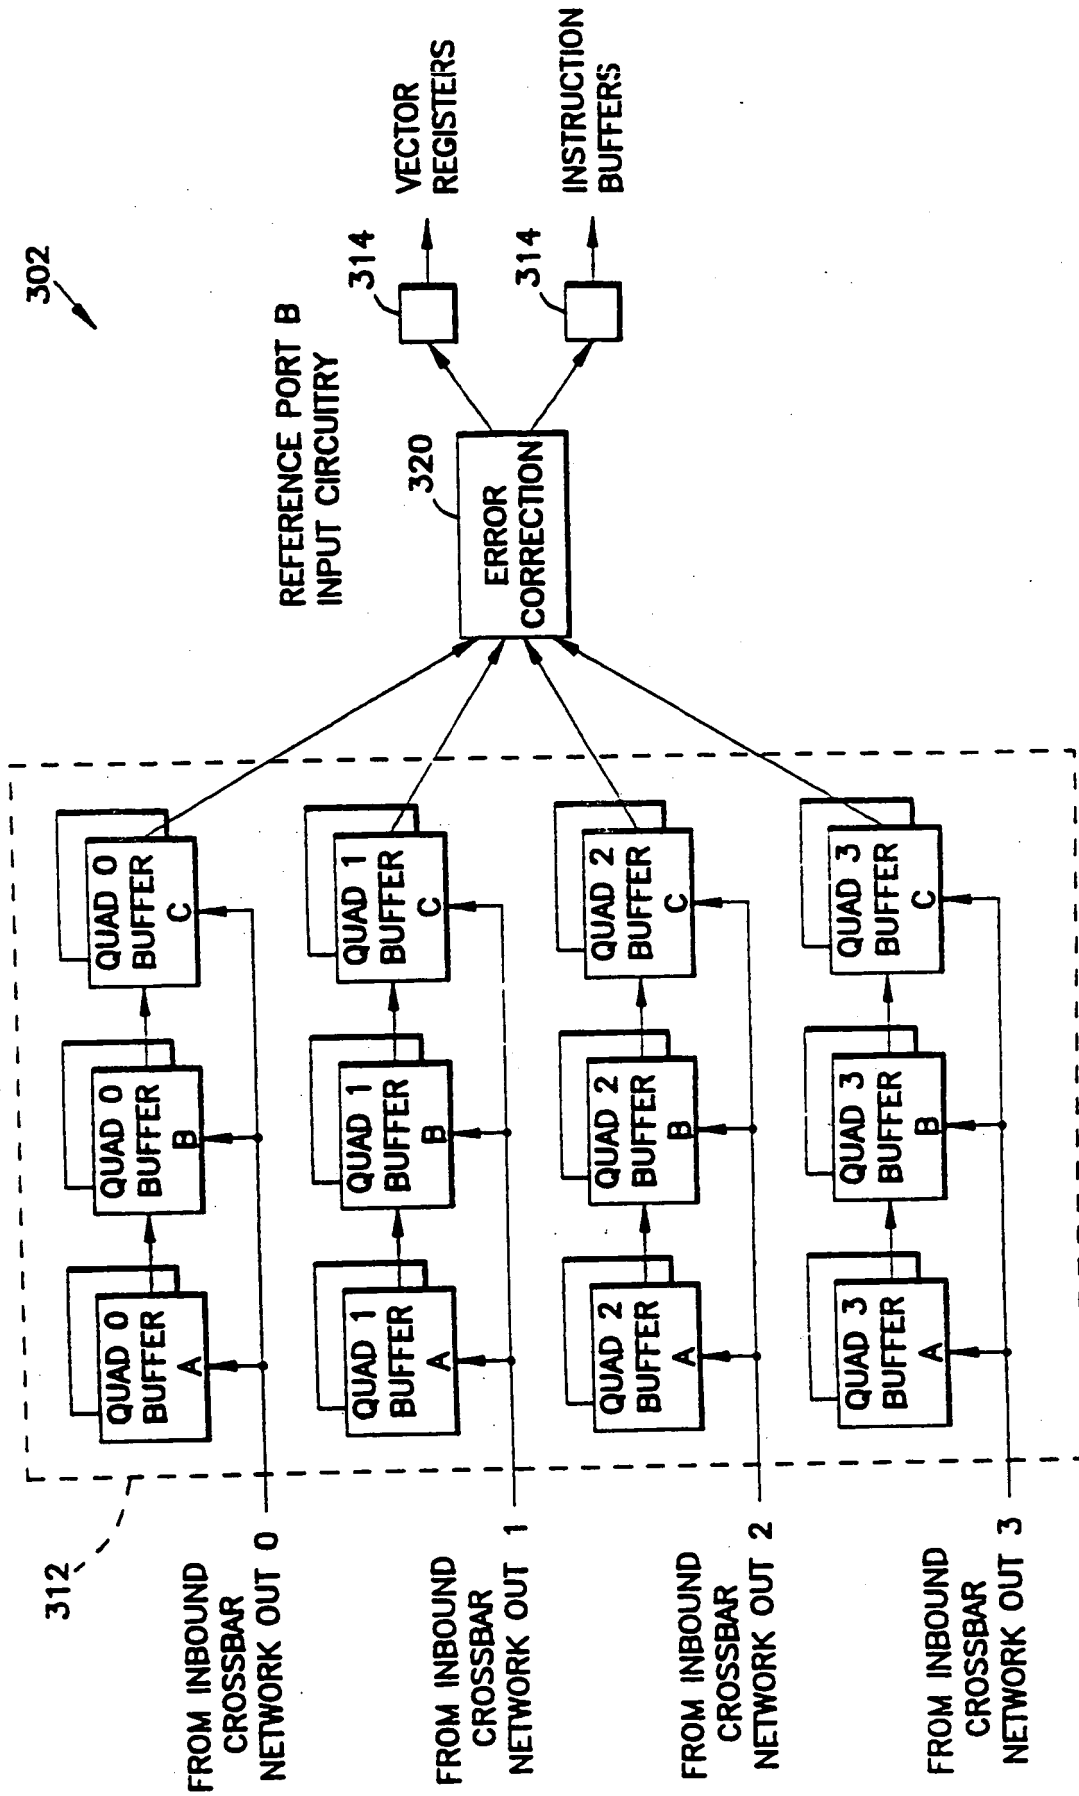 302
REFERENCE PORT B
INPUT CIRCUITRY
312
FROM INBOUND
CROSSBAR
NETWORK OUT 0
QUAD 0
BUFFER
A
QUAD 0
BUFFER
B
QUAD 0
BUFFER
C
FROM INBOUND
CROSSBAR
NETWORK OUT 1
QUAD 1
BUFFER
A
QUAD 1
BUFFER
B
QUAD 1
BUFFER
C
FROM INBOUND
CROSSBAR
NETWORK OUT 2
QUAD 2
BUFFER
A
QUAD 2
BUFFER
B
QUAD 2
BUFFER
C
FROM INBOUND
CROSSBAR
NETWORK OUT 3
QUAD 3
BUFFER
A
QUAD 3
BUFFER
B
QUAD 3
BUFFER
C
320
ERROR
CORRECTION
314
VECTOR
REGISTERS
314
INSTRUCTION
BUFFERS